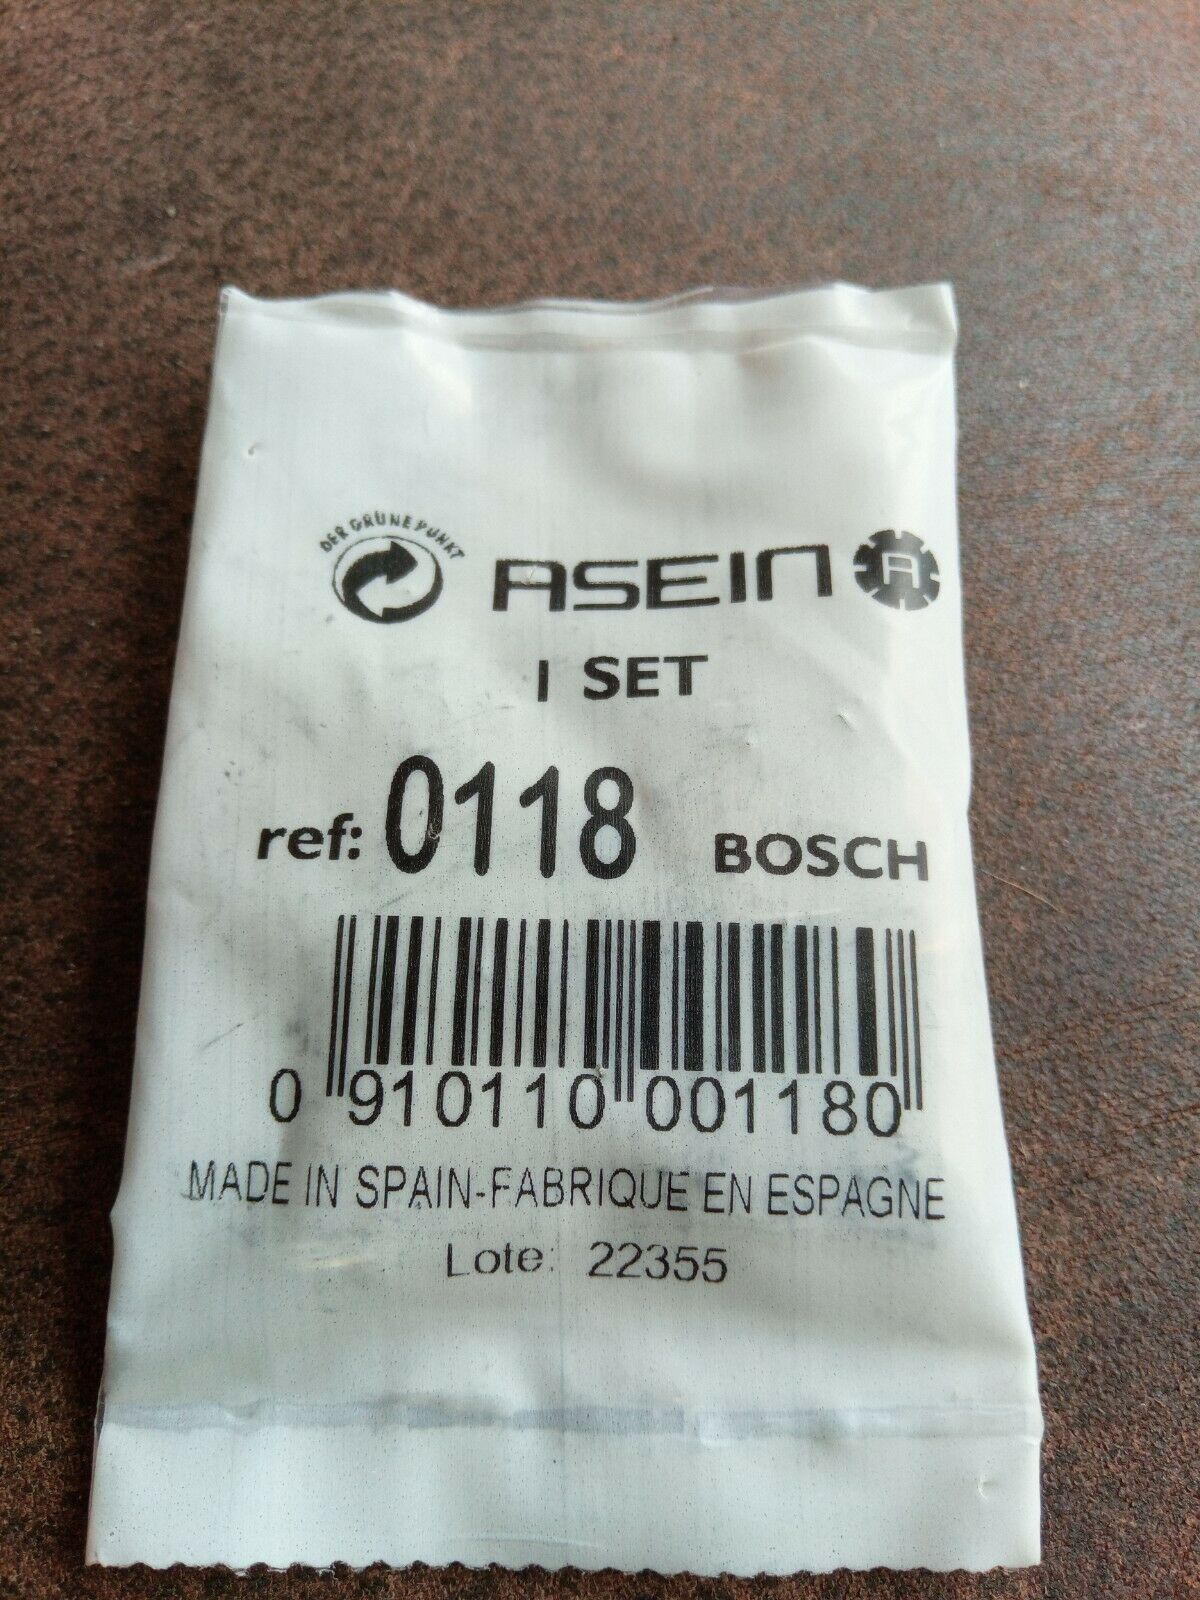 DER GRÜNE PUNKT
ASEIN A
1 SET
ref: 0118 BOSCH
0 910110 001180
MADE IN SPAIN-FABRIQUE EN ESPAGNE
Lote: 22355